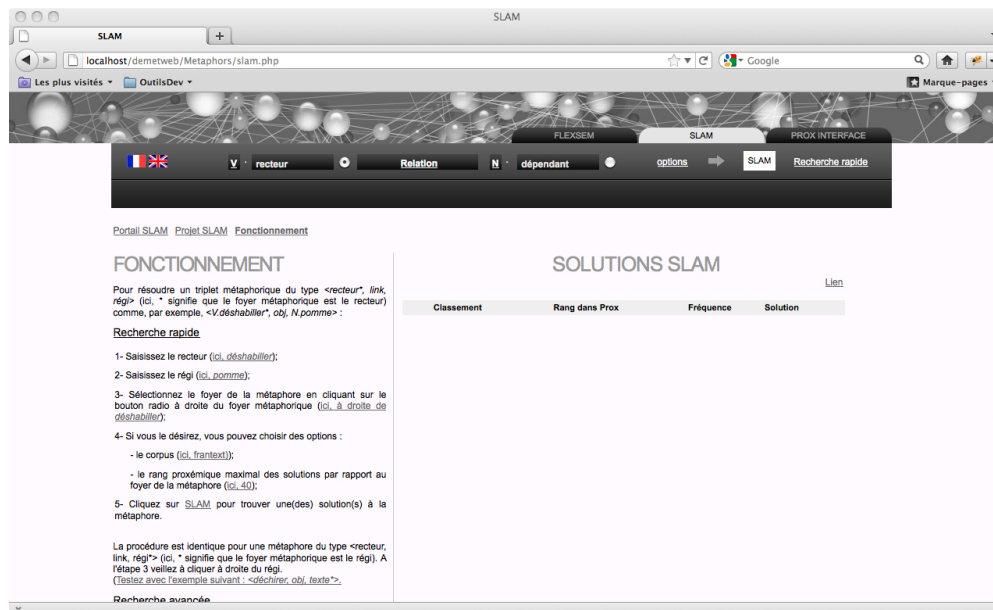 SLAM
SLAM
+
localhost/demetweb/Metaphors/slam.php
Google
Les plus visités
OutilsDev
Marque-pages
FLEXSEM
SLAM
PROX INTERFACE
V · recteur
Relation
N · dépendant
options
SLAM
Recherche rapide
Portail SLAM Projet SLAM Fonctionnement
FONCTIONNEMENT
Pour résoudre un triplet métaphorique du type <recteur*, link,
régi> (ici, * signifie que le foyer métaphorique est le recteur)
comme, par exemple, <V.déshabiller*, obj, N.pomme> :
Recherche rapide
1- Saisissez le recteur (ici, déshabiller);
2- Saisissez le régi (ici, pomme);
3- Sélectionnez le foyer de la métaphore en cliquant sur le
bouton radio à droite du foyer métaphorique (ici, à droite de
déshabiller);
4- Si vous le désirez, vous pouvez choisir des options :
- le corpus (ici, frantext));
- le rang proxémique maximal des solutions par rapport au
foyer de la métaphore (ici, 40);
5- Cliquez sur SLAM pour trouver une(des) solution(s) à la
métaphore.
La procédure est identique pour une métaphore du type <recteur,
link, régi*> (ici, * signifie que le foyer métaphorique est le régi). A
l'étape 3 veillez à cliquer à droite du régi.
(Testez avec l'exemple suivant : <déchirer, obj, texte*>.
Recherche avancée
SOLUTIONS SLAM
Lien
Classement Rang dans Prox Fréquence Solution